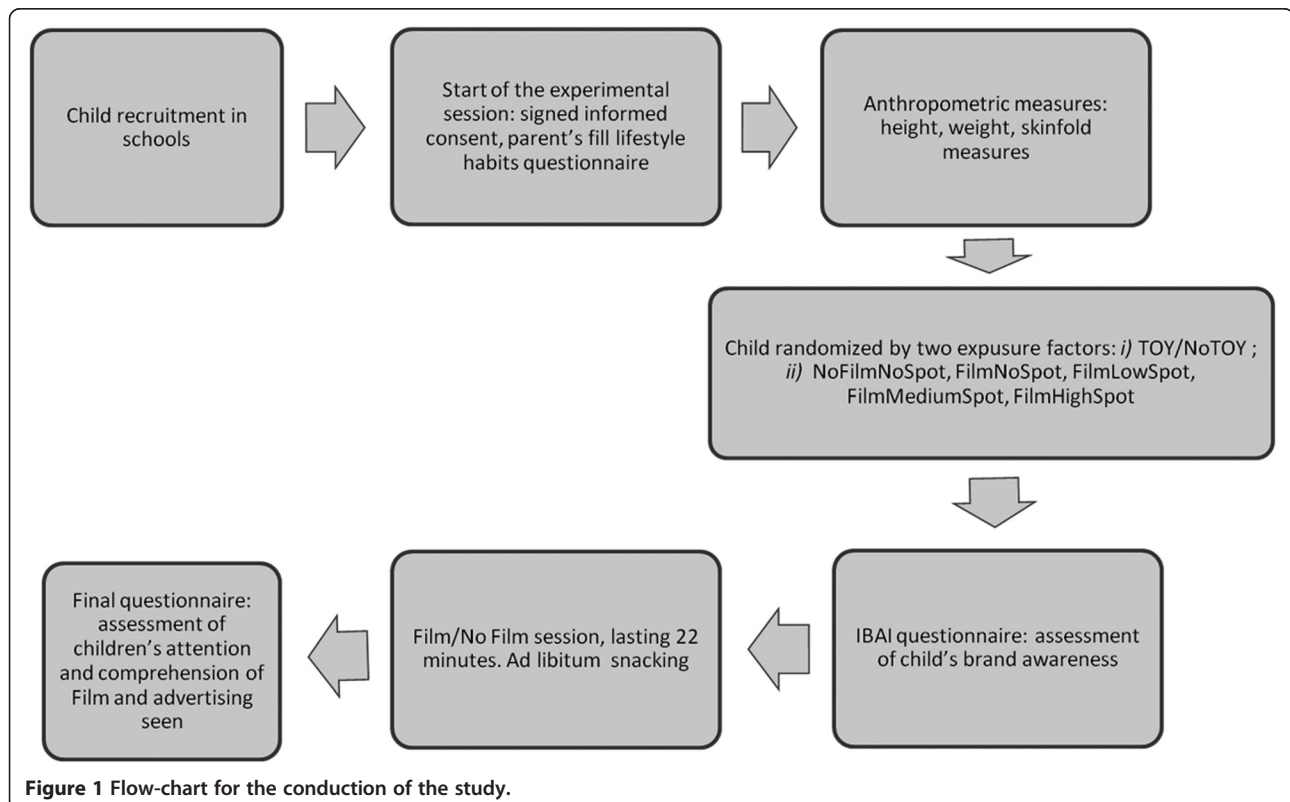 Child recruitment in
schools
Start of the experimental
session: signed informed
consent, parent's fill lifestyle
habits questionnaire
Anthropometric measures:
height, weight, skinfold
measures
Child randomized by two expusure factors: i) TOY/NoTOY ;
ii) NoFilmNoSpot, FilmNoSpot, FilmLowSpot,
FilmMediumSpot, FilmHighSpot
IBAI questionnaire: assessment
of child's brand awareness
Film/No Film session, lasting 22
minutes. Ad libitum snacking
Final questionnaire:
assessment of
children's attention
and comprehension of
Film and advertising
seen
Figure 1 Flow-chart for the conduction of the study.